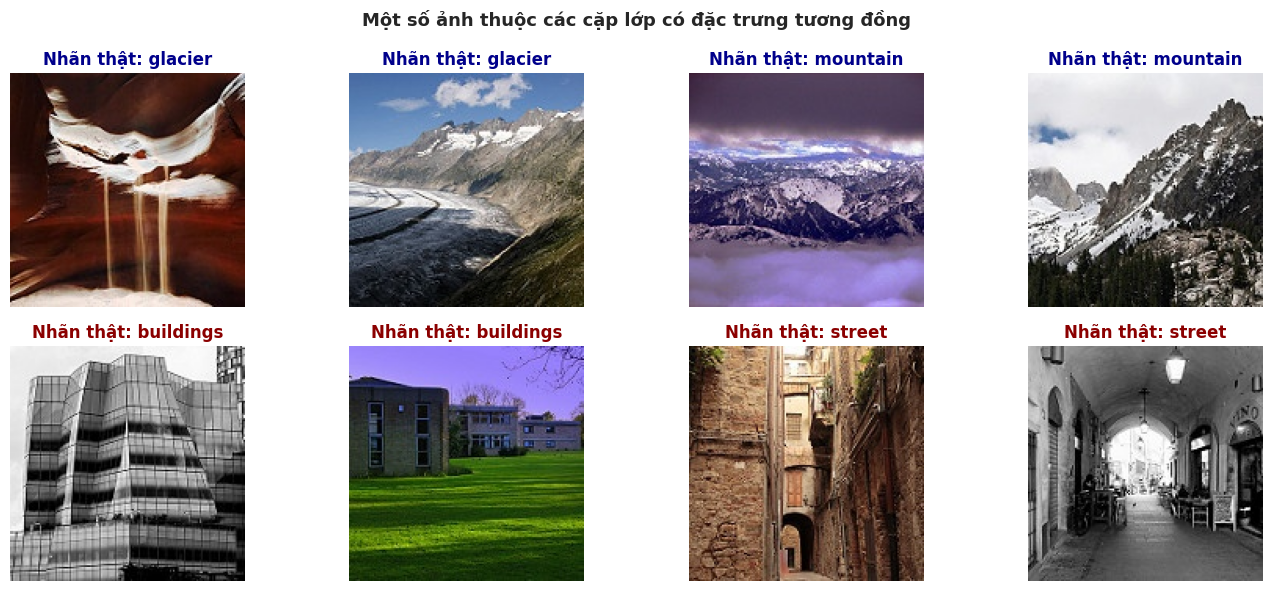 Một số ảnh thuộc các cặp lớp có đặc trưng tương đồng
Nhãn thật: glacier
Nhãn thật: glacier
Nhãn thật: mountain
Nhãn thật: mountain
Nhãn thật: buildings
Nhãn thật: buildings
Nhãn thật: street
Nhãn thật: street
INO